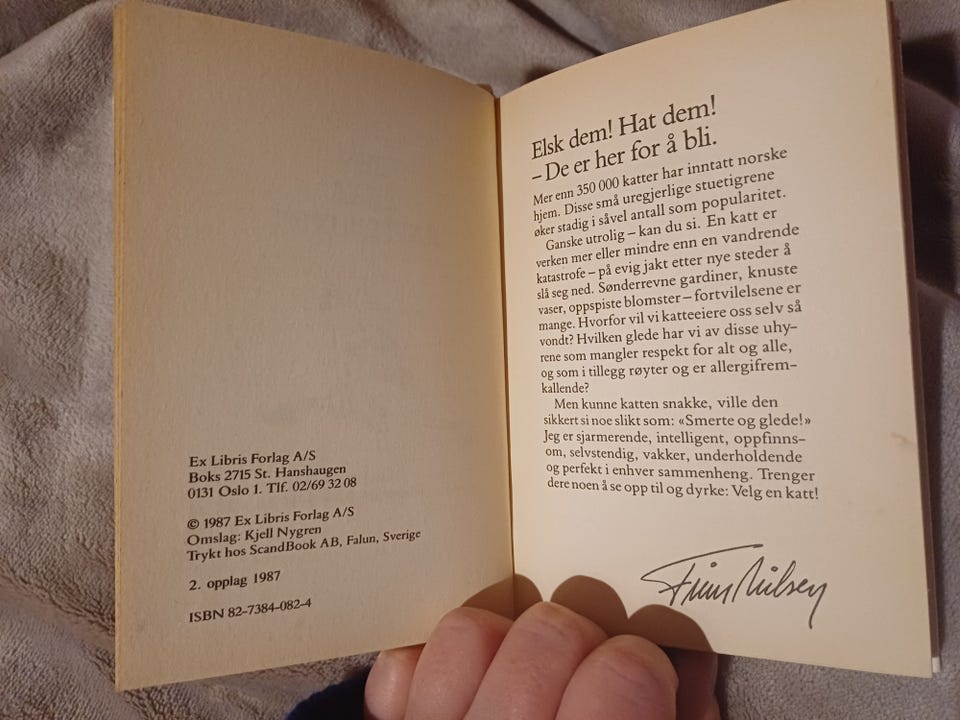 Ex Libris Forlag A/S
Boks 2715 St. Hanshaugen
0131 Oslo 1. Tlf. 02/69 32 08
© 1987 Ex Libris Forlag A/S
Omslag: Kjell Nygren
Trykt hos ScandBook AB, Falun, Sverige
2. opplag 1987
ISBN 82-7384-082-4
Elsk dem! Hat dem!
– De er her for å bli.
Mer enn 350 000 katter har inntatt norske
hjem. Disse små uregjerlige stuetigrene
øker stadig i såvel antall som popularitet.
Ganske utrolig – kan du si. En katt er
verken mer eller mindre enn en vandrende
katastrofe – på evig jakt etter nye steder å
slå seg ned. Sønderrevne gardiner, knuste
vaser, oppspiste blomster – fortvilelsene er
mange. Hvorfor vil vi katteeiere oss selv så
vondt? Hvilken glede har vi av disse uhy-
rene som mangler respekt for alt og alle,
og som i tillegg røyter og er allergifrem-
kallende?
Men kunne katten snakke, ville den
sikkert si noe slikt som: «Smerte og glede!»
Jeg er sjarmerende, intelligent, oppfinns-
om, selvstendig, vakker, underholdende
og perfekt i enhver sammenheng. Trenger
dere noen å se opp til og dyrke: Velg en katt!
Finn Nilsen